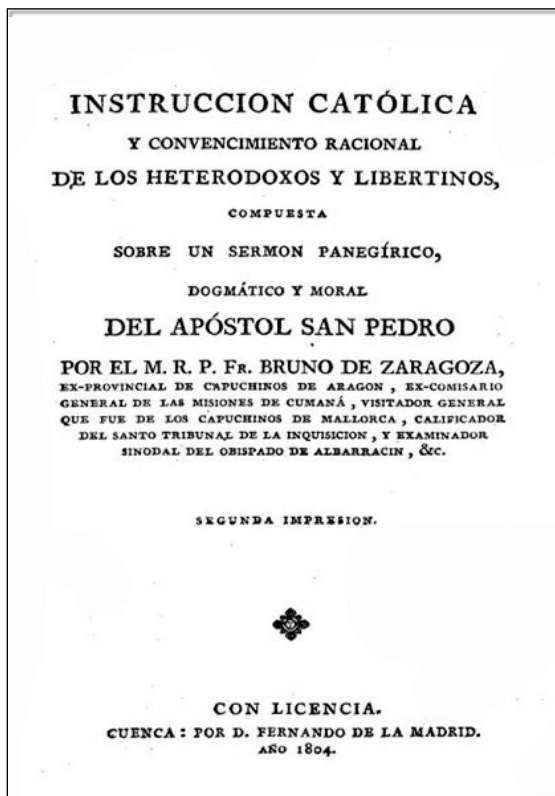 INSTRUCCION CATÓLICA
Y CONVENCIMIENTO RACIONAL
DE LOS HETERODOXOS Y LIBERTINOS,
COMPUESTA
SOBRE UN SERMON PANEGÍRICO,
DOGMÁTICO Y MORAL
DEL APÓSTOL SAN PEDRO
POR EL M. R. P. FR. BRUNO DE ZARAGOZA,
EX-PROVINCIAL DE CAPUCHINOS DE ARAGON, EX-COMISARIO
GENERAL DE LAS MISIONES DE CUMANÁ, VISITADOR GENERAL
QUE FUE DE LOS CAPUCHINOS DE MALLORCA, CALIFICADOR
DEL SANTO TRIBUNAL DE LA INQUISICION, Y EXAMINADOR
SINODAL DEL OBISPADO DE ALBARRACIN, &c.
SEGUNDA IMPRESION.
CON LICENCIA.
CUENCA: POR D. FERNANDO DE LA MADRID.
AÑO 1804.